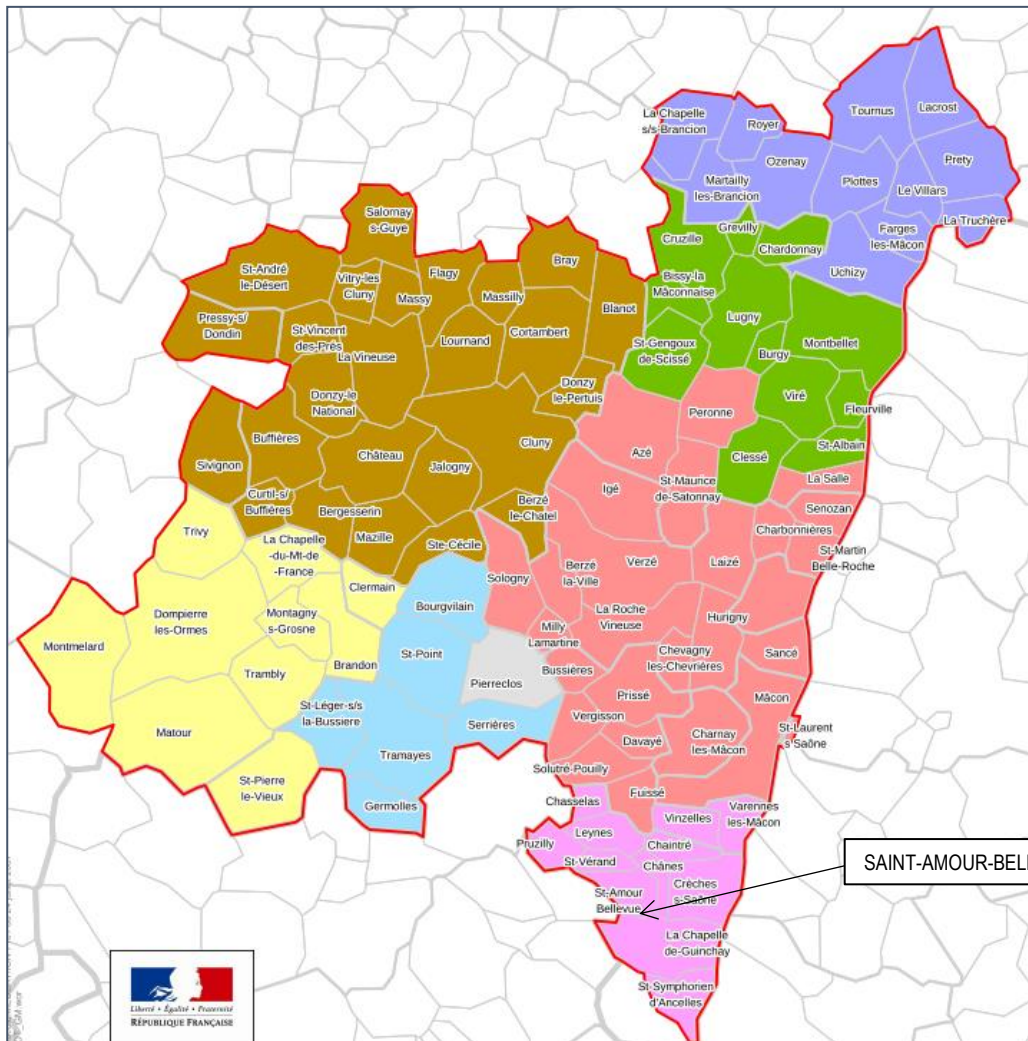 Tournus
Lacrost
La Chapelle
s/s-Brancion
Royer
Ozenay
Prety
Martailly
les-Brancion
Plottes
Le Villars
La Truchère
Farges
les-Mâcon
Uchizy
Salornay
s-Guye
Grevilly
Cruzille
Chardonnay
St-André
le-Désert
Vitry-les
Cluny
Flagy
Massy
Massilly
Bray
Blanot
Bissy-la
Mâconnaise
Lugny
Pressy-s/
Dondin
St-Vincent
des-Prés
La Vineuse
Lournand
Cortambert
St-Gengoux
de-Scissé
Burgy
Montbellet
Donzy-le
National
Donzy
le-Pertuis
Viré
Fleurville
Peronne
Buffières
Cluny
Azé
Clessé
St-Albain
Château
Jalogny
Sivignon
La Salle
Igé
St-Maurice
de-Satonnay
Curtil-s/
Buffières
Bergesserin
Berzé
le-Chatel
Senozan
Charbonnières
Trivy
La Chapelle
-du-Mt-de
-France
Mazille
Ste-Cécile
St-Martin
Belle-Roche
Clermain
Sologny
Berzé
la-Ville
Verzé
Laizé
Bourgvilain
Dompierre
les-Ormes
Montagny
s-Grosne
La Roche
Vineuse
Hurigny
Milly
Lamartine
Montmelard
Brandon
St-Point
Chevagny
les-Chevrières
Sancé
Trambly
Pierreclos
Bussières
Prissé
Mâcon
St-Léger-s/s
la-Bussiere
Matour
Serrières
Vergisson
Davayé
Charnay
les-Mâcon
St-Laurent
s Saône
Tramayes
St-Pierre
le-Vieux
Solutré-Pouilly
Germolles
Fuissé
Chasselas
Varennes
les-Mâcon
Vinzelles
Leynes
Pruzilly
Chaintré
St-Vérand
Chânes
SAINT-AMOUR-BELL
St-Amour
Bellevue
Crèches
s-Saône
La Chapelle
de-Guinchay
St-Symphorien
d'Ancelles
Liberté • Égalité • Fraternité
RÉPUBLIQUE FRANÇAISE